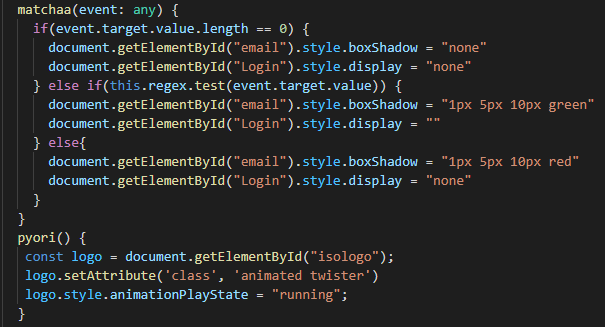 matchaa(event: any) {
  if(event.target.value.length == 0) {
    document.getElementById("email").style.boxShadow = "none"
    document.getElementById("Login").style.display = "none"
  } else if(this.regex.test(event.target.value)) {
    document.getElementById("email").style.boxShadow = "1px 5px 10px green"
    document.getElementById("Login").style.display = ""
  } else{
    document.getElementById("email").style.boxShadow = "1px 5px 10px red"
    document.getElementById("Login").style.display = "none"
  }
}
pyori() {
 const logo = document.getElementById("isologo");
 logo.setAttribute('class', 'animated twister')
 logo.style.animationPlayState = "running";
}